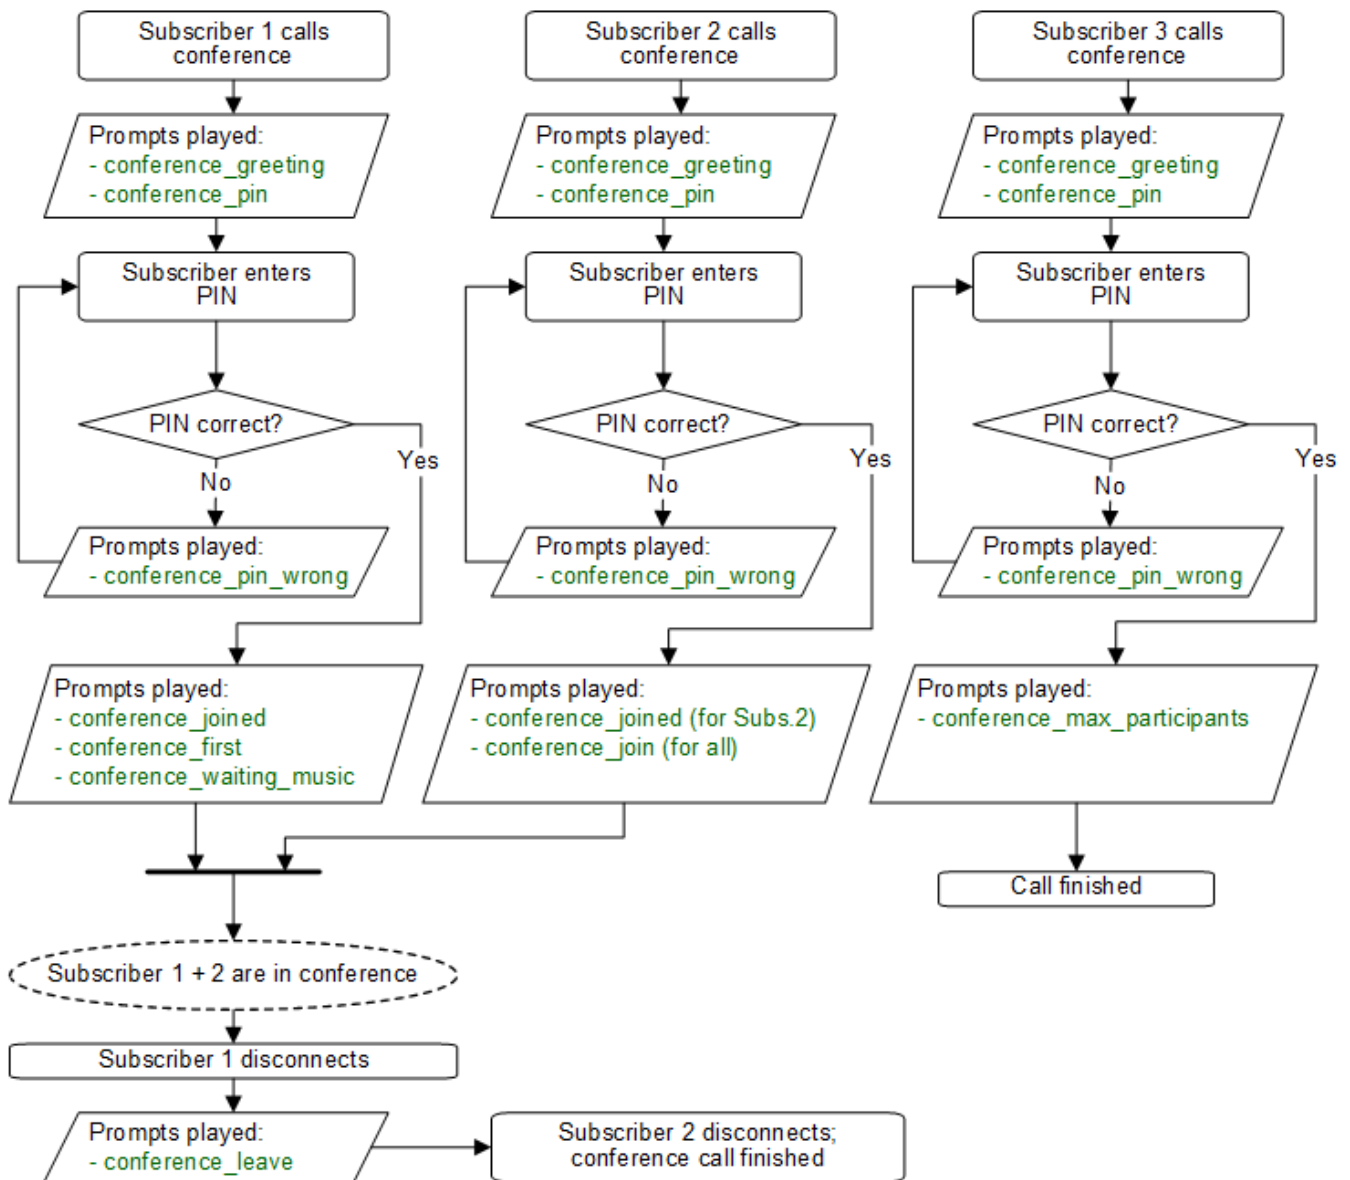 Subscriber 1 calls
conference
Subscriber 2 calls
conference
Subscriber 3 calls
conference
Prompts played:
- conference_greeting
- conference_pin
Prompts played:
- conference_greeting
- conference_pin
Prompts played:
- conference_greeting
- conference_pin
Subscriber enters
PIN
Subscriber enters
PIN
Subscriber enters
PIN
PIN correct?
Yes
No
PIN correct?
Yes
No
PIN correct?
Yes
No
Prompts played:
- conference_pin_wrong
Prompts played:
- conference_pin_wrong
Prompts played:
- conference_pin_wrong
Prompts played:
- conference_joined
- conference_first
- conference_waiting_music
Prompts played:
- conference_joined (for Subs.2)
- conference_join (for all)
Prompts played:
- conference_max_participants
Call finished
Subscriber 1 + 2 are in conference
Subscriber 1 disconnects
Prompts played:
- conference_leave
Subscriber 2 disconnects;
conference call finished